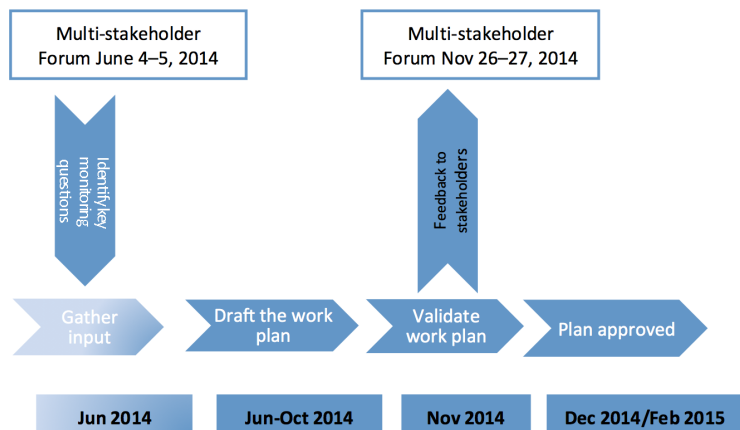 Multi-stakeholder
Forum June 4–5, 2014
Multi-stakeholder
Forum Nov 26–27, 2014
Identify key
monitoring
questions
Feedback to
stakeholders
Gather
input
Draft the work
plan
Validate
work plan
Plan approved
Jun 2014
Jun-Oct 2014
Nov 2014
Dec 2014/Feb 2015